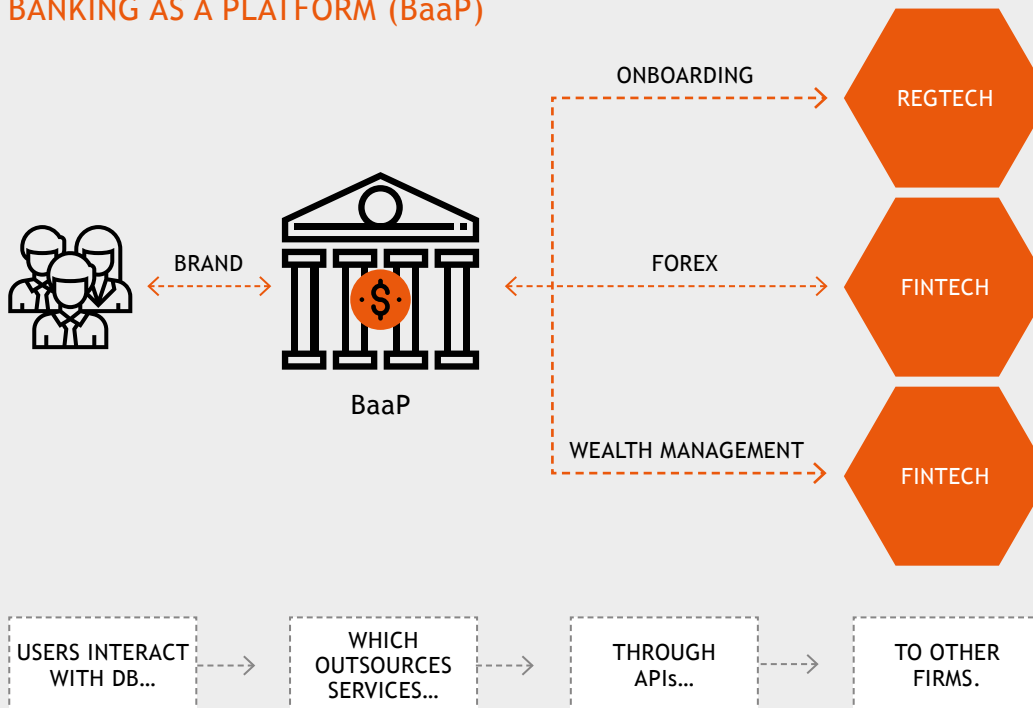 BANKING AS A PLATFORM (BaaP)
ONBOARDING
REGTECH
BRAND
$
FOREX
FINTECH
BaaP
WEALTH MANAGEMENT
FINTECH
USERS INTERACT
WITH DB…
WHICH
OUTSOURCES
SERVICES…
THROUGH
APIs…
TO OTHER
FIRMS.